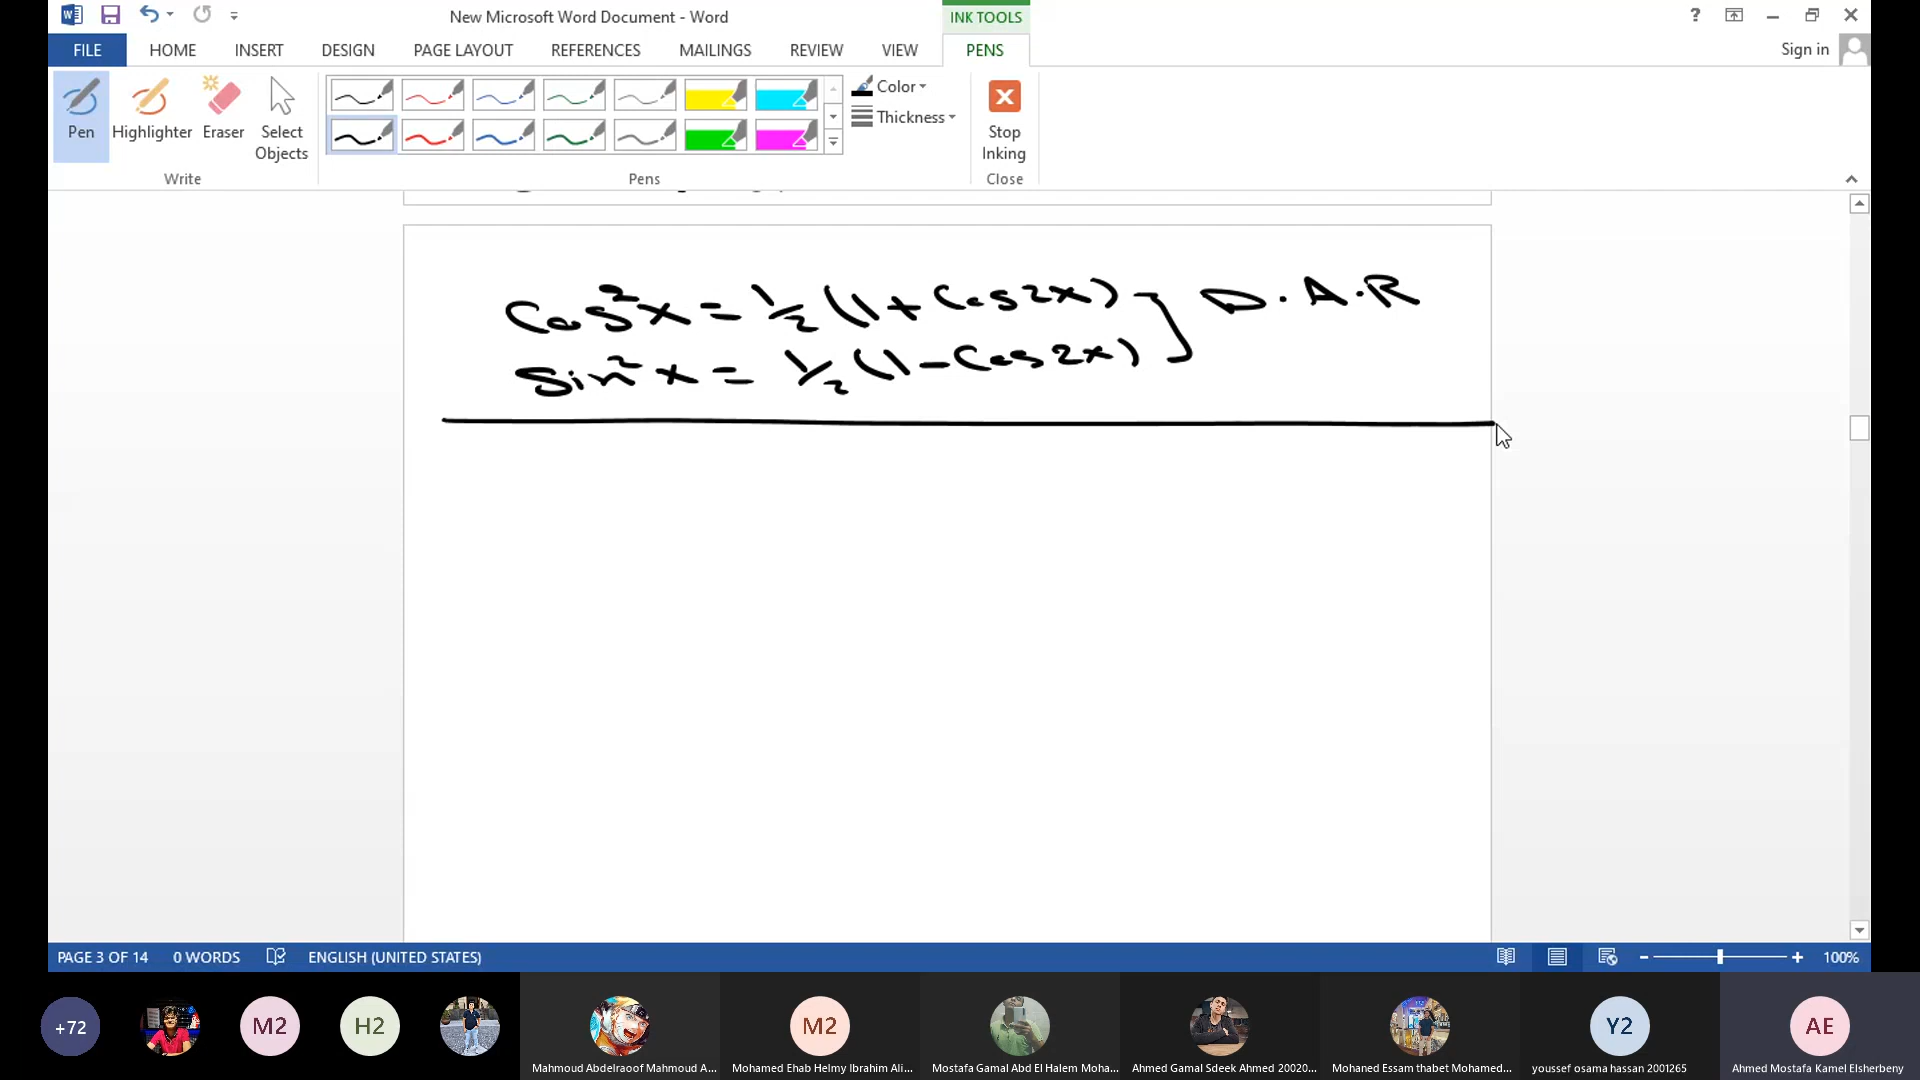 New Microsoft Word Document - Word
INK TOOLS
?
FILE HOME INSERT DESIGN PAGE LAYOUT REFERENCES MAILINGS REVIEW VIEW PENS
Sign in
Pen Highlighter Eraser Select Objects
Color
Thickness
Stop Inking
Write Pens Close
Cos²x = 1/2 (1 + Cos2x) ] D.A.R
Sin²x = 1/2 (1 - Cos2x)
PAGE 3 OF 14 0 WORDS ENGLISH (UNITED STATES) 100%
+72 M2 H2 M2 Y2 AE
Mahmoud Abdelraoof Mahmoud A... Mohamed Ehab Helmy Ibrahim Ali... Mostafa Gamal Abd El Halem Moha... Ahmed Gamal Sdeek Ahmed 20020... Mohaned Essam thabet Mohamed... youssef osama hassan 2001265 Ahmed Mostafa Kamel Elsherbeny